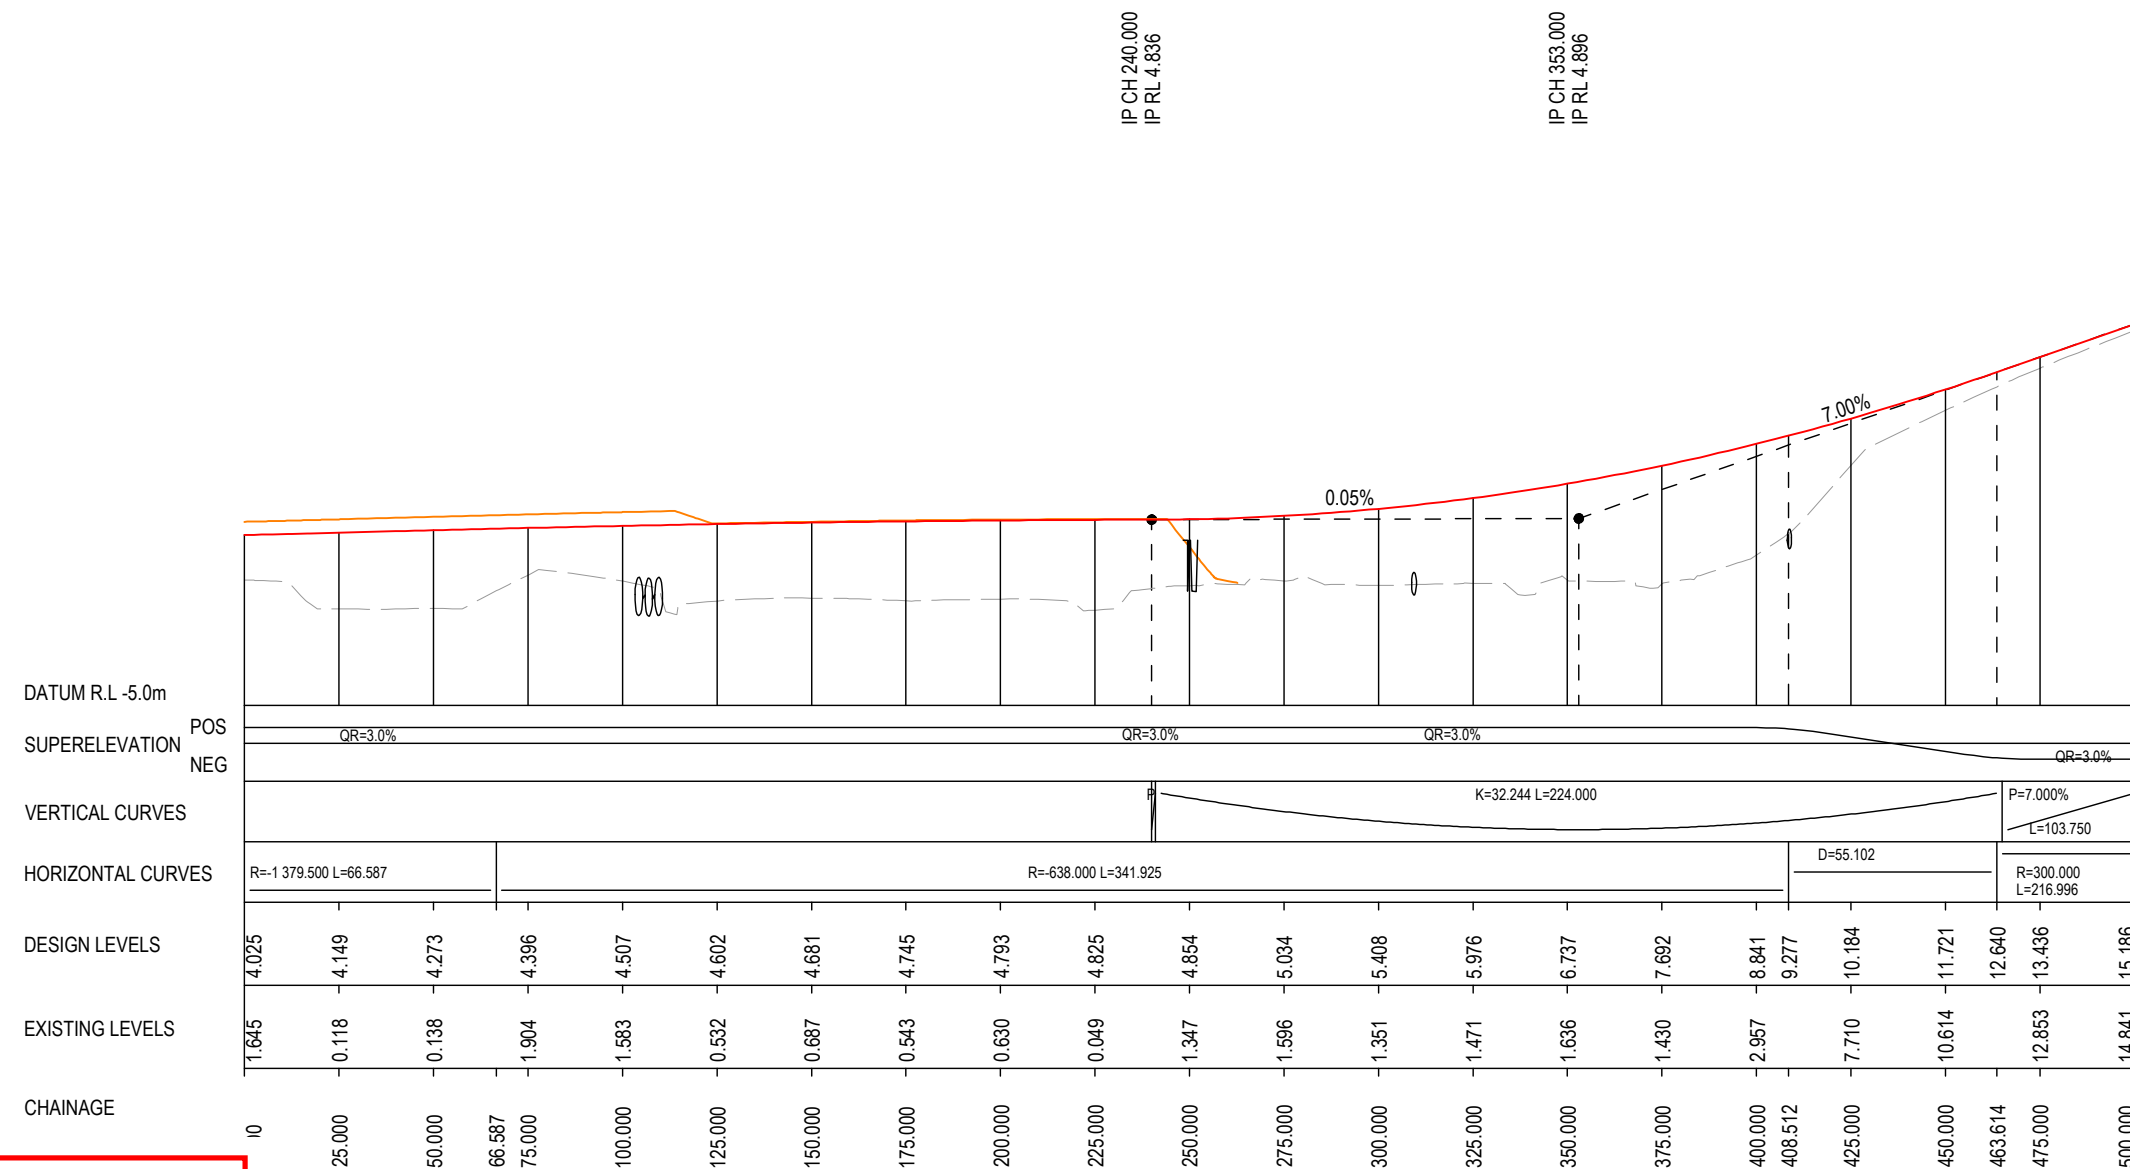 IP CH 240.000
IP RL 4.836
IP CH 353.000
IP RL 4.896
0.05%
7.00%
DATUM R.L -5.0m
SUPERELEVATION
POS
NEG
QR=3.0%
QR=3.0%
QR=3.0%
QR=3.0%
VERTICAL CURVES
P
K=32.244 L=224.000
P=7.000%
L=103.750
HORIZONTAL CURVES
R=-1 379.500 L=66.587
R=-638.000 L=341.925
D=55.102
R=300.000
L=216.996
DESIGN LEVELS
4.025 4.149 4.273 4.396 4.507 4.602 4.681 4.745 4.793 4.825 4.854 5.034 5.408 5.976 6.737 7.692 8.841 9.277 10.184 11.721 12.640 13.436 15.186
EXISTING LEVELS
1.645 0.118 0.138 1.904 1.583 0.532 0.687 0.543 0.630 0.049 1.347 1.596 1.351 1.471 1.636 1.430 2.957 7.710 10.614 12.853 14.841
CHAINAGE
25.000 50.000 66.587 75.000 100.000 125.000 150.000 175.000 200.000 225.000 250.000 275.000 300.000 325.000 350.000 375.000 400.000 408.512 425.000 450.000 463.614 475.000 500.000